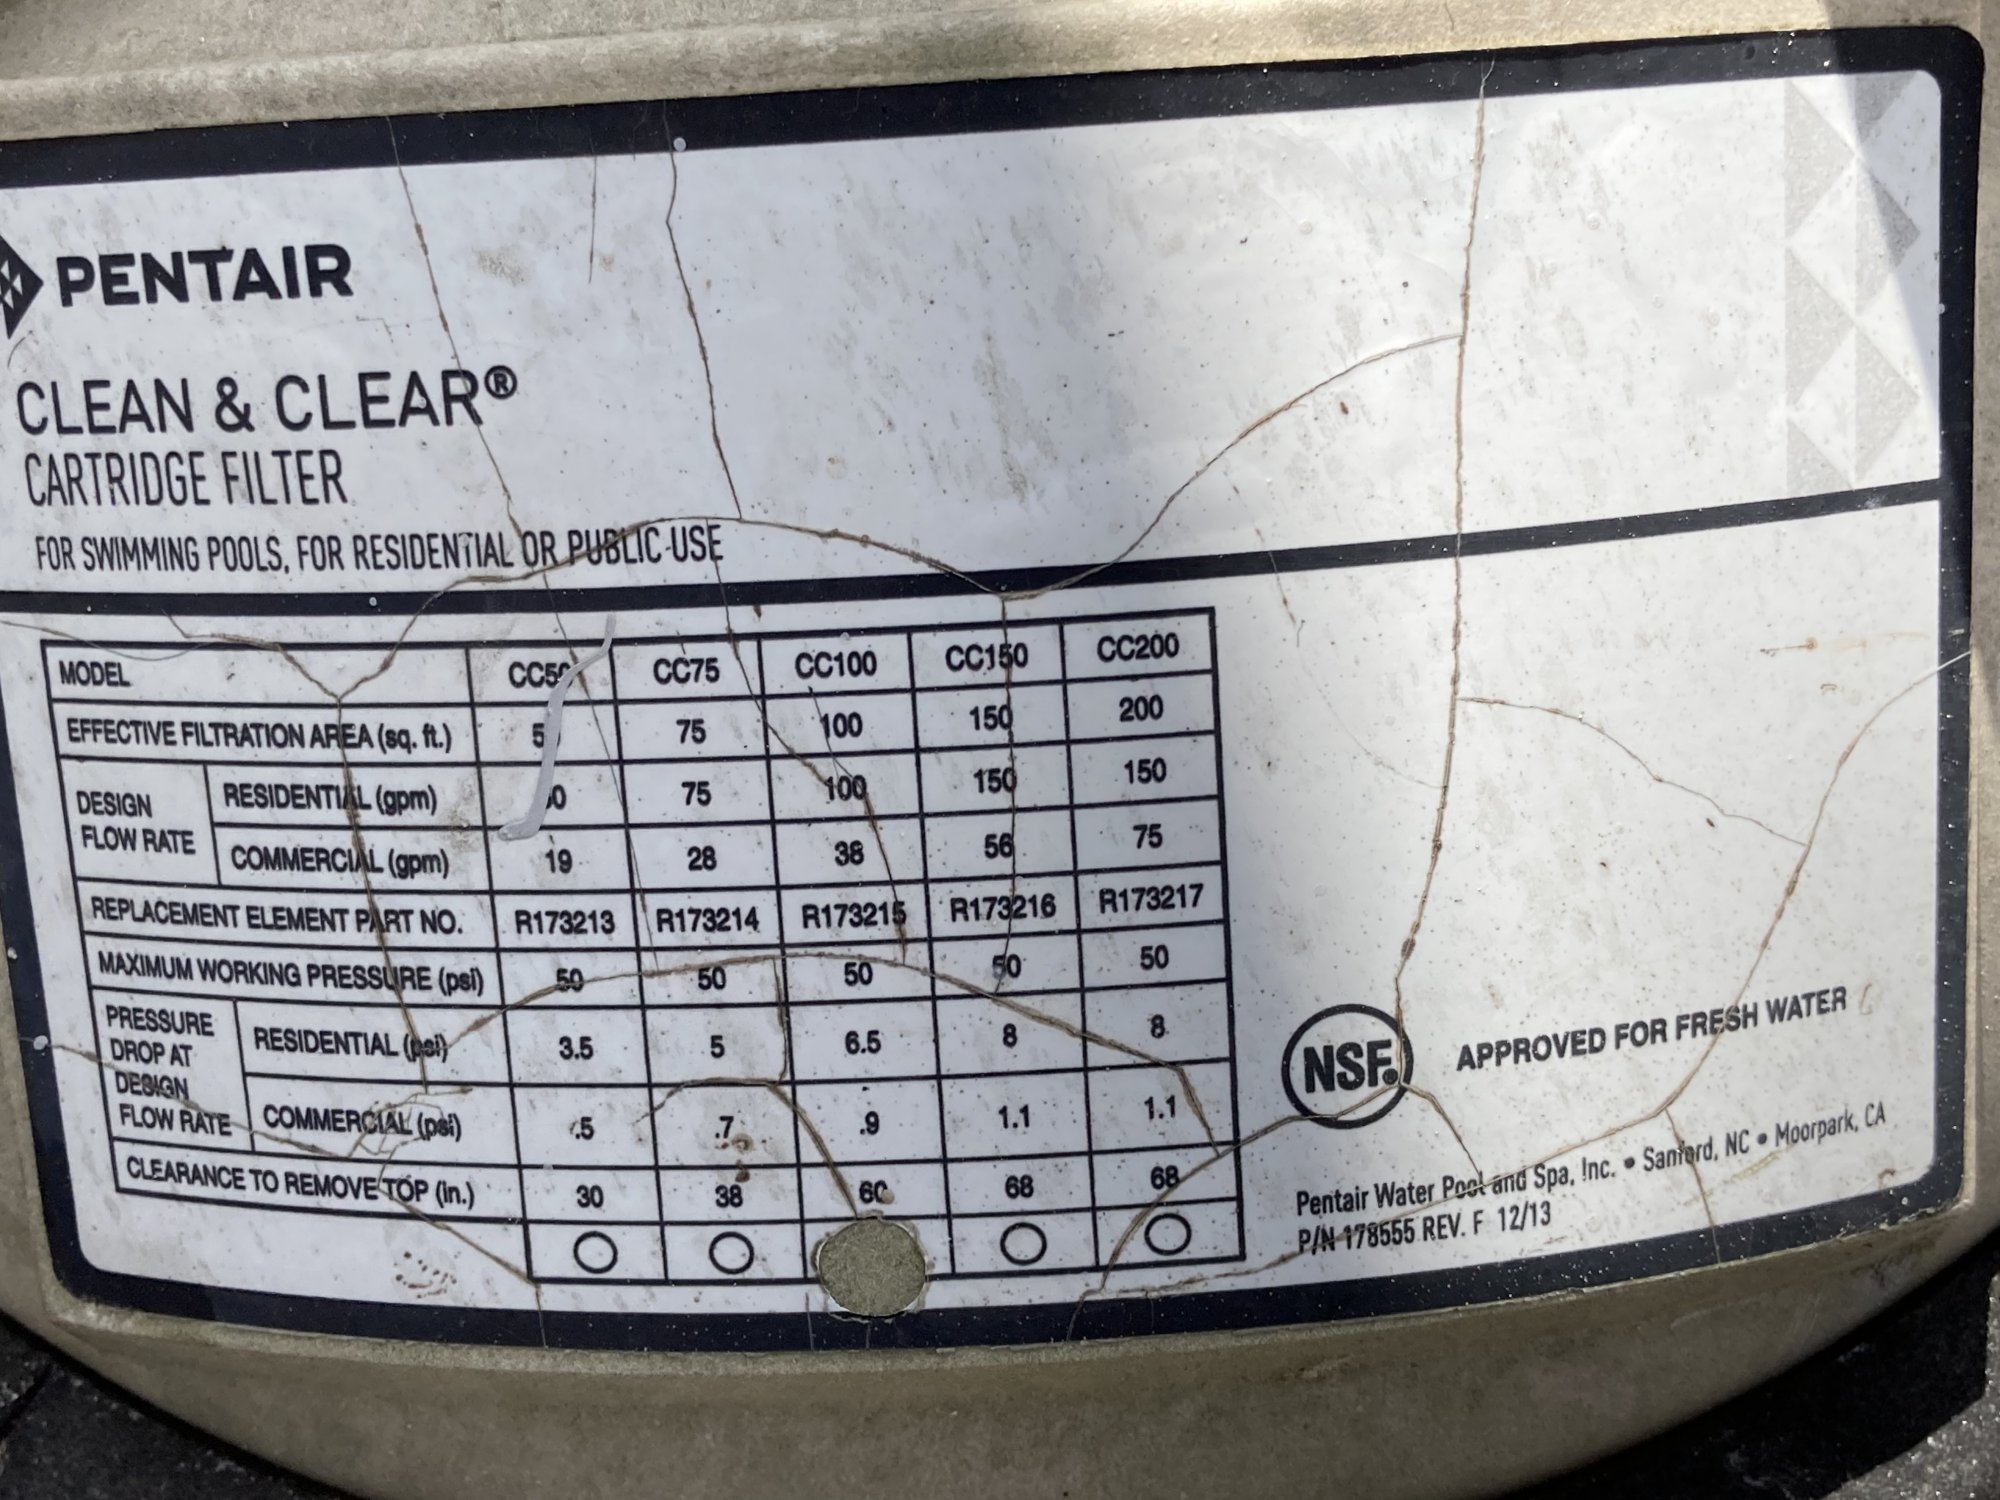 PENTAIR
CLEAN & CLEAR®
CARTRIDGE FILTER
FOR SWIMMING POOLS, FOR RESIDENTIAL OR PUBLIC USE
MODEL CC50 CC75 CC100 CC150 CC200
EFFECTIVE FILTRATION AREA (sq. ft.) 50 75 100 150 200
DESIGN FLOW RATE RESIDENTIAL (gpm) 50 75 100 150 150
COMMERCIAL (gpm) 19 28 38 56 75
REPLACEMENT ELEMENT PART NO. R173213 R173214 R173215 R173216 R173217
MAXIMUM WORKING PRESSURE (psi) 50 50 50 50 50
PRESSURE DROP AT DESIGN FLOW RATE RESIDENTIAL (psi) 3.5 5 6.5 8 8
COMMERCIAL (psi) .5 .7 .9 1.1 1.1
CLEARANCE TO REMOVE TOP (in.) 30 38 60 68 68
NSF.
APPROVED FOR FRESH WATER
Pentair Water Pool and Spa, Inc. • Sanford, NC • Moorpark, CA
P/N 178555 REV. F 12/13